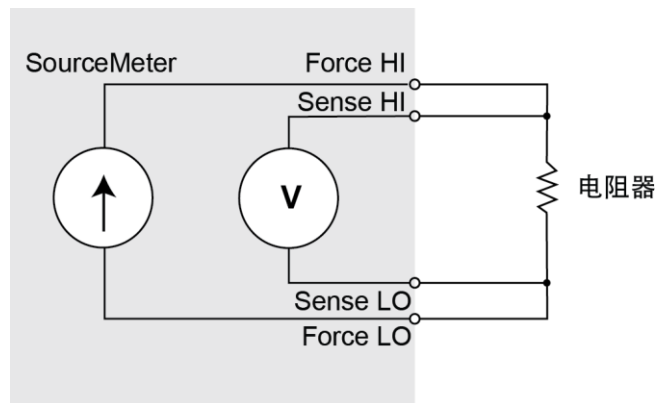 SourceMeter
Force HI
Sense HI
V
电阻器
Sense LO
Force LO